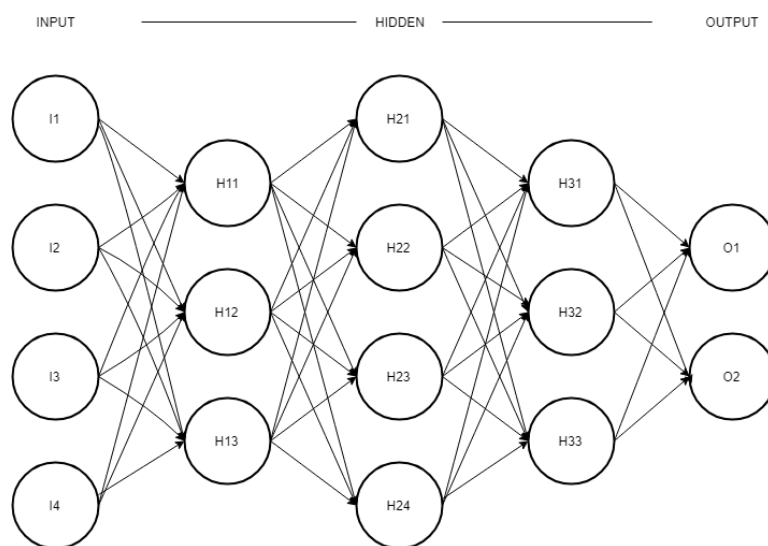 INPUT
HIDDEN
OUTPUT
I1
I2
I3
I4
H11
H12
H13
H21
H22
H23
H24
H31
H32
H33
O1
O2